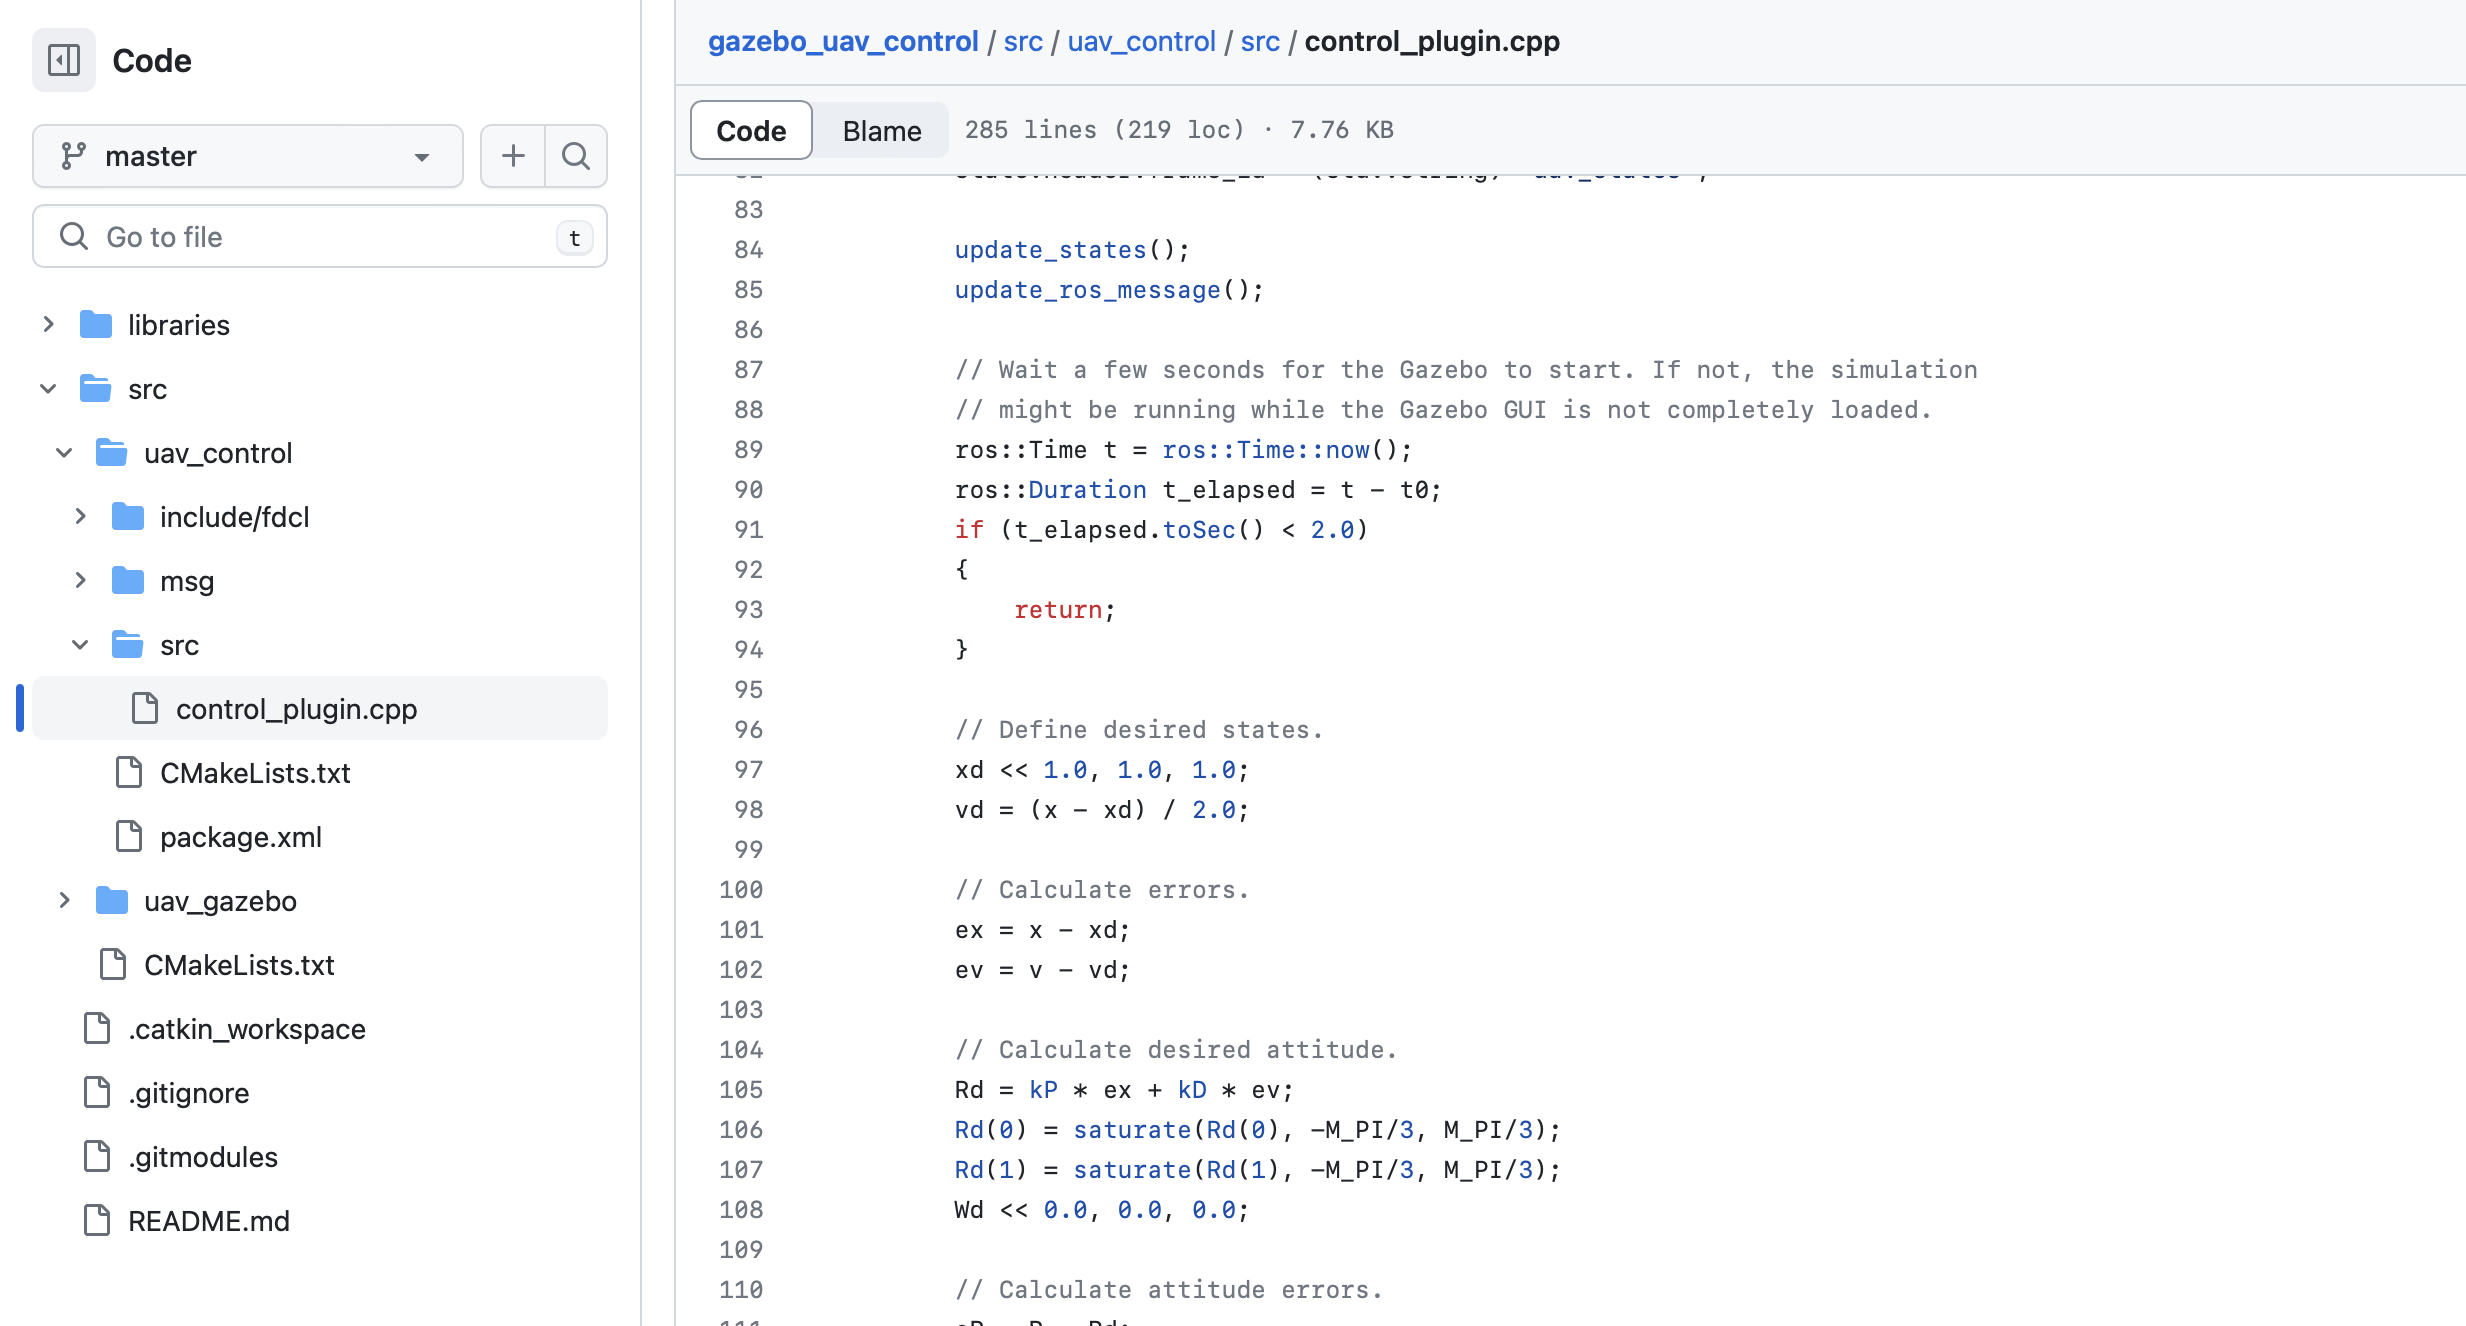 Code
master
Go to file
t
libraries
src
uav_control
include/fdcl
msg
src
control_plugin.cpp
CMakeLists.txt
package.xml
uav_gazebo
CMakeLists.txt
.catkin_workspace
.gitignore
.gitmodules
README.md
gazebo_uav_control / src / uav_control / src / control_plugin.cpp
Code Blame 285 lines (219 loc) · 7.76 KB
83
84 update_states();
85 update_ros_message();
86
87 // Wait a few seconds for the Gazebo to start. If not, the simulation
88 // might be running while the Gazebo GUI is not completely loaded.
89 ros::Time t = ros::Time::now();
90 ros::Duration t_elapsed = t - t0;
91 if (t_elapsed.toSec() < 2.0)
92 {
93 return;
94 }
95
96 // Define desired states.
97 xd << 1.0, 1.0, 1.0;
98 vd = (x - xd) / 2.0;
99
100 // Calculate errors.
101 ex = x - xd;
102 ev = v - vd;
103
104 // Calculate desired attitude.
105 Rd = kP * ex + kD * ev;
106 Rd(0) = saturate(Rd(0), -M_PI/3, M_PI/3);
107 Rd(1) = saturate(Rd(1), -M_PI/3, M_PI/3);
108 Wd << 0.0, 0.0, 0.0;
109
110 // Calculate attitude errors.